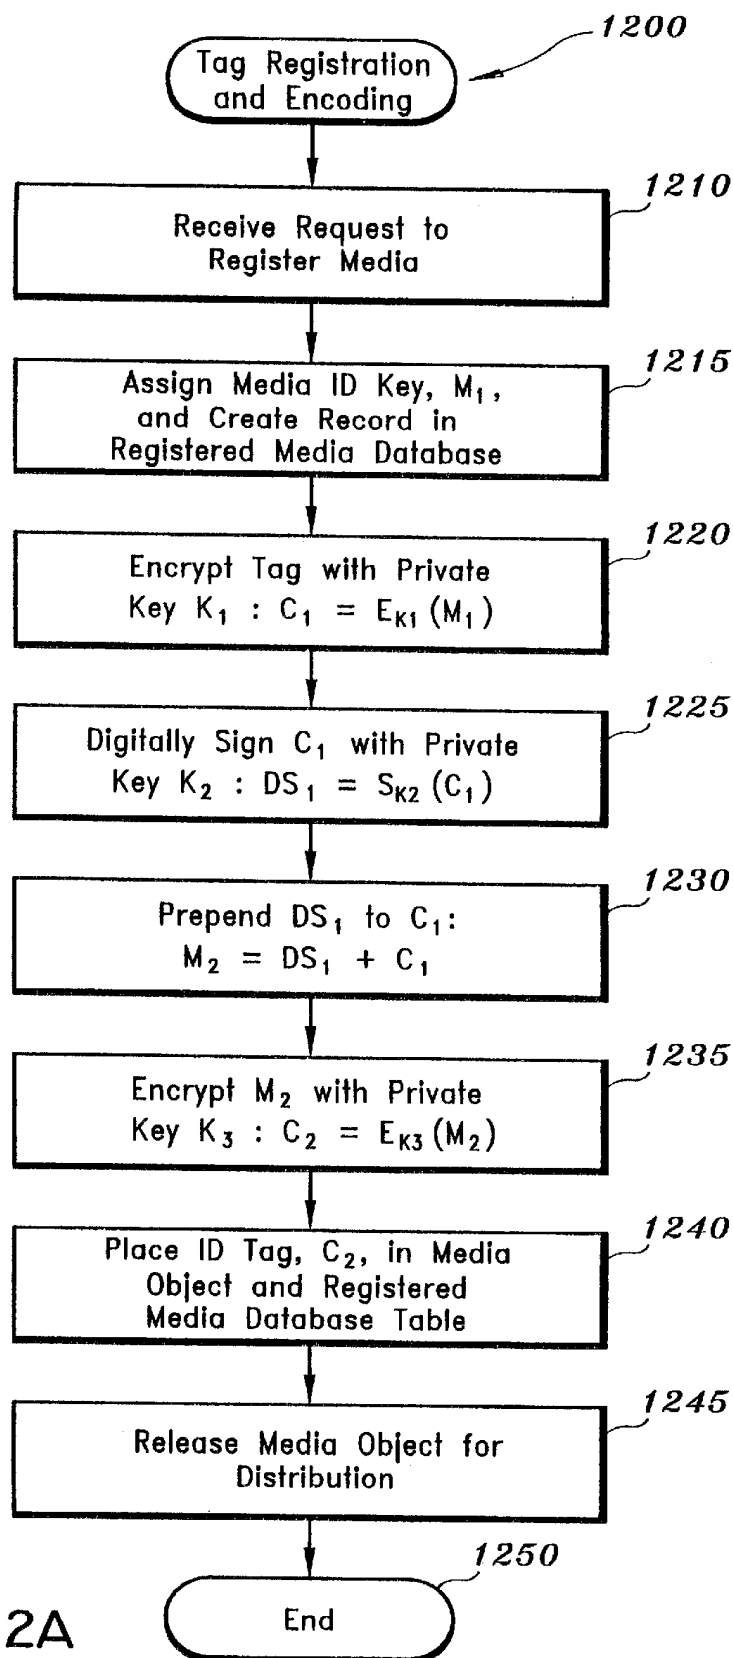 1200
Tag Registration
and Encoding
1210
Receive Request to
Register Media
1215
Assign Media ID Key, M₁,
and Create Record in
Registered Media Database
1220
Encrypt Tag with Private
Key K₁ : C₁ = E_K1 (M₁)
1225
Digitally Sign C₁ with Private
Key K₂ : DS₁ = S_K2 (C₁)
1230
Prepend DS₁ to C₁:
M₂ = DS₁ + C₁
1235
Encrypt M₂ with Private
Key K₃ : C₂ = E_K3 (M₂)
1240
Place ID Tag, C₂, in Media
Object and Registered
Media Database Table
1245
Release Media Object for
Distribution
1250
End
2A